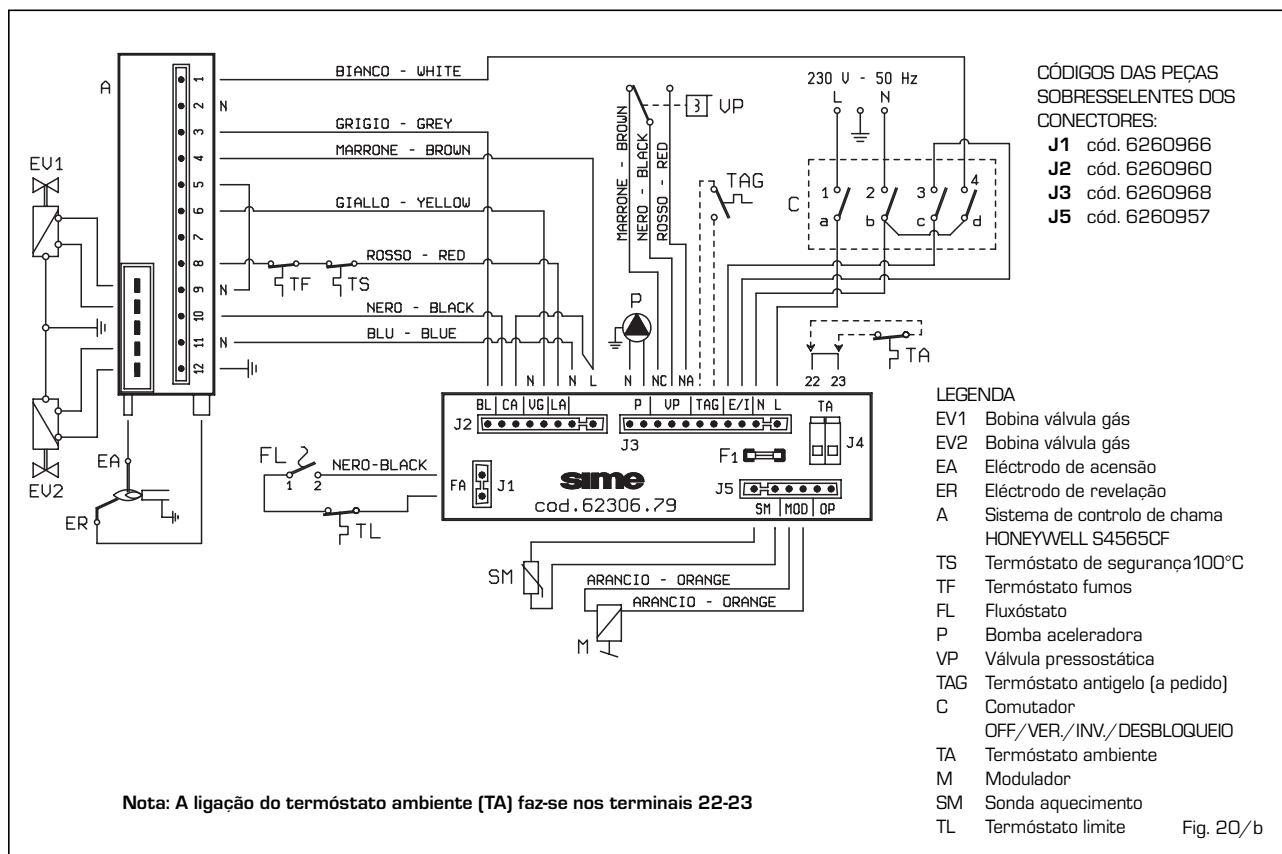 A
1
2
3
4
5
6
7
8
9
10
11
12
BIANCO - WHITE
N
GRIGIO - GREY
MARRONE - BROWN
GIALLO - YELLOW
ROSSO - RED
TF
TS
NERO - BLACK
BLU - BLUE
N
N
EV1
EV2
EA
ER
MARRONE - BROWN
NERO - BLACK
ROSSO - RED
VP
TAG
P
230 V - 50 Hz
L N
C
1 2 3 4
a b c d
TA
22 23
N N L
N NC NA
BL CA VG LA
J2
P VP TAG E/I N L
J3
TA
J4
F1
FL
1 2
NERO-BLACK
TL
FA
J1
sime
cod.62306.79
J5
SM MOD OP
SM
ARANCIO - ORANGE
ARANCIO - ORANGE
M
CÓDIGOS DAS PEÇAS
SOBRESSELENTES DOS
CONECTORES:
J1 cód. 6260966
J2 cód. 6260960
J3 cód. 6260968
J5 cód. 6260957
LEGENDA
EV1 Bobina válvula gás
EV2 Bobina válvula gás
EA Eléctrodo de acensão
ER Eléctrodo de revelação
A Sistema de controlo de chama
HONEYWELL S4565CF
TS Termóstato de segurança100°C
TF Termóstato fumos
FL Fluxóstato
P Bomba aceleradora
VP Válvula pressostática
TAG Termóstato antigelo (a pedido)
C Comutador
OFF/VER./INV./DESBLOQUEIO
TA Termóstato ambiente
M Modulador
SM Sonda aquecimento
TL Termóstato limite
Nota: A ligação do termóstato ambiente (TA) faz-se nos terminais 22-23
Fig. 20/b